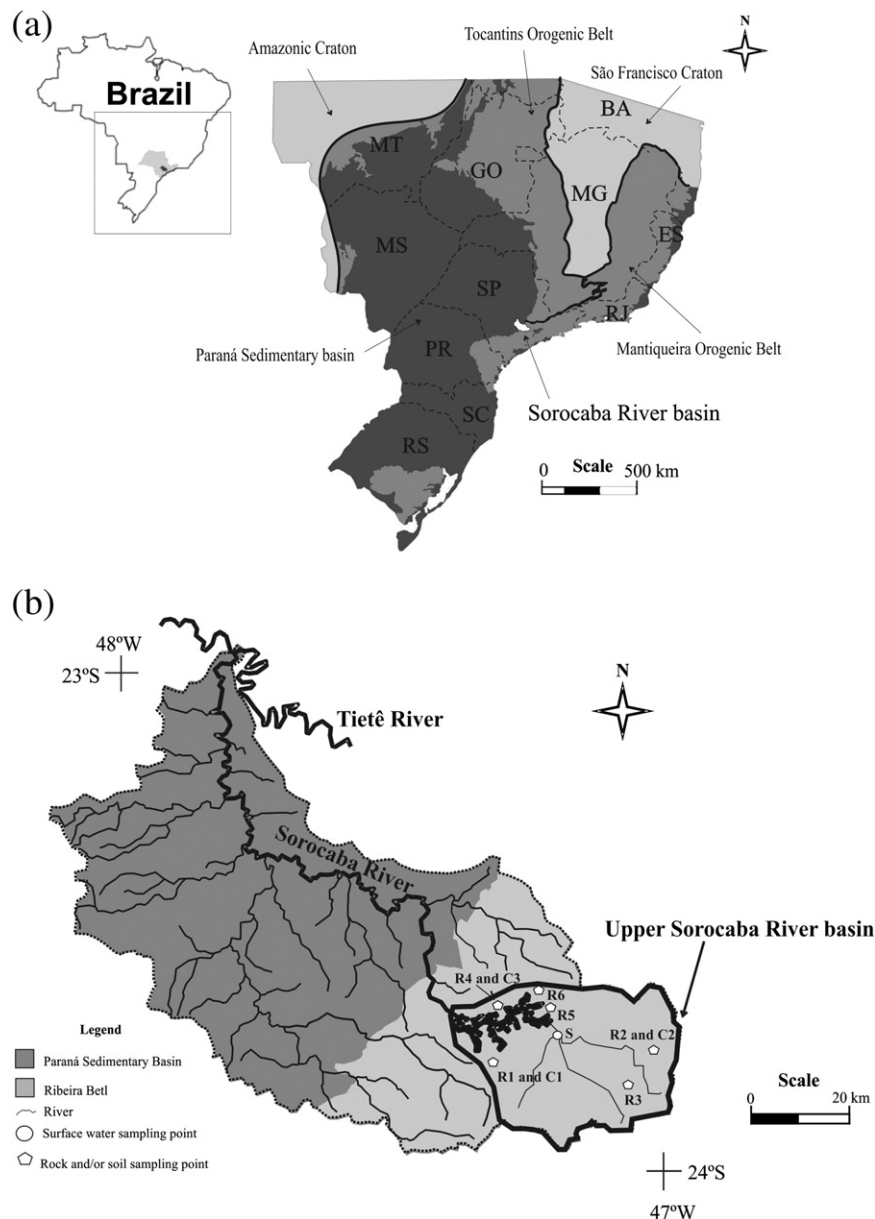 (a)
Brazil
Amazonic Craton
Tocantins Orogenic Belt
São Francisco Craton
N
BA
MT
GO
MG
MS
ES
SP
RJ
Paraná Sedimentary basin
PR
Mantiqueira Orogenic Belt
SC
Sorocaba River basin
RS
0 Scale 500 km
(b)
48ºW
23ºS
N
Tietê River
Sorocaba River
Upper Sorocaba River basin
R4 and C3
R6
R5
S
R2 and C2
R1 and C1
R3
Legend
Paraná Sedimentary Basin
Ribeira Betl
River
Surface water sampling point
Rock and/or soil sampling point
Scale
0 20 km
24ºS
47ºW